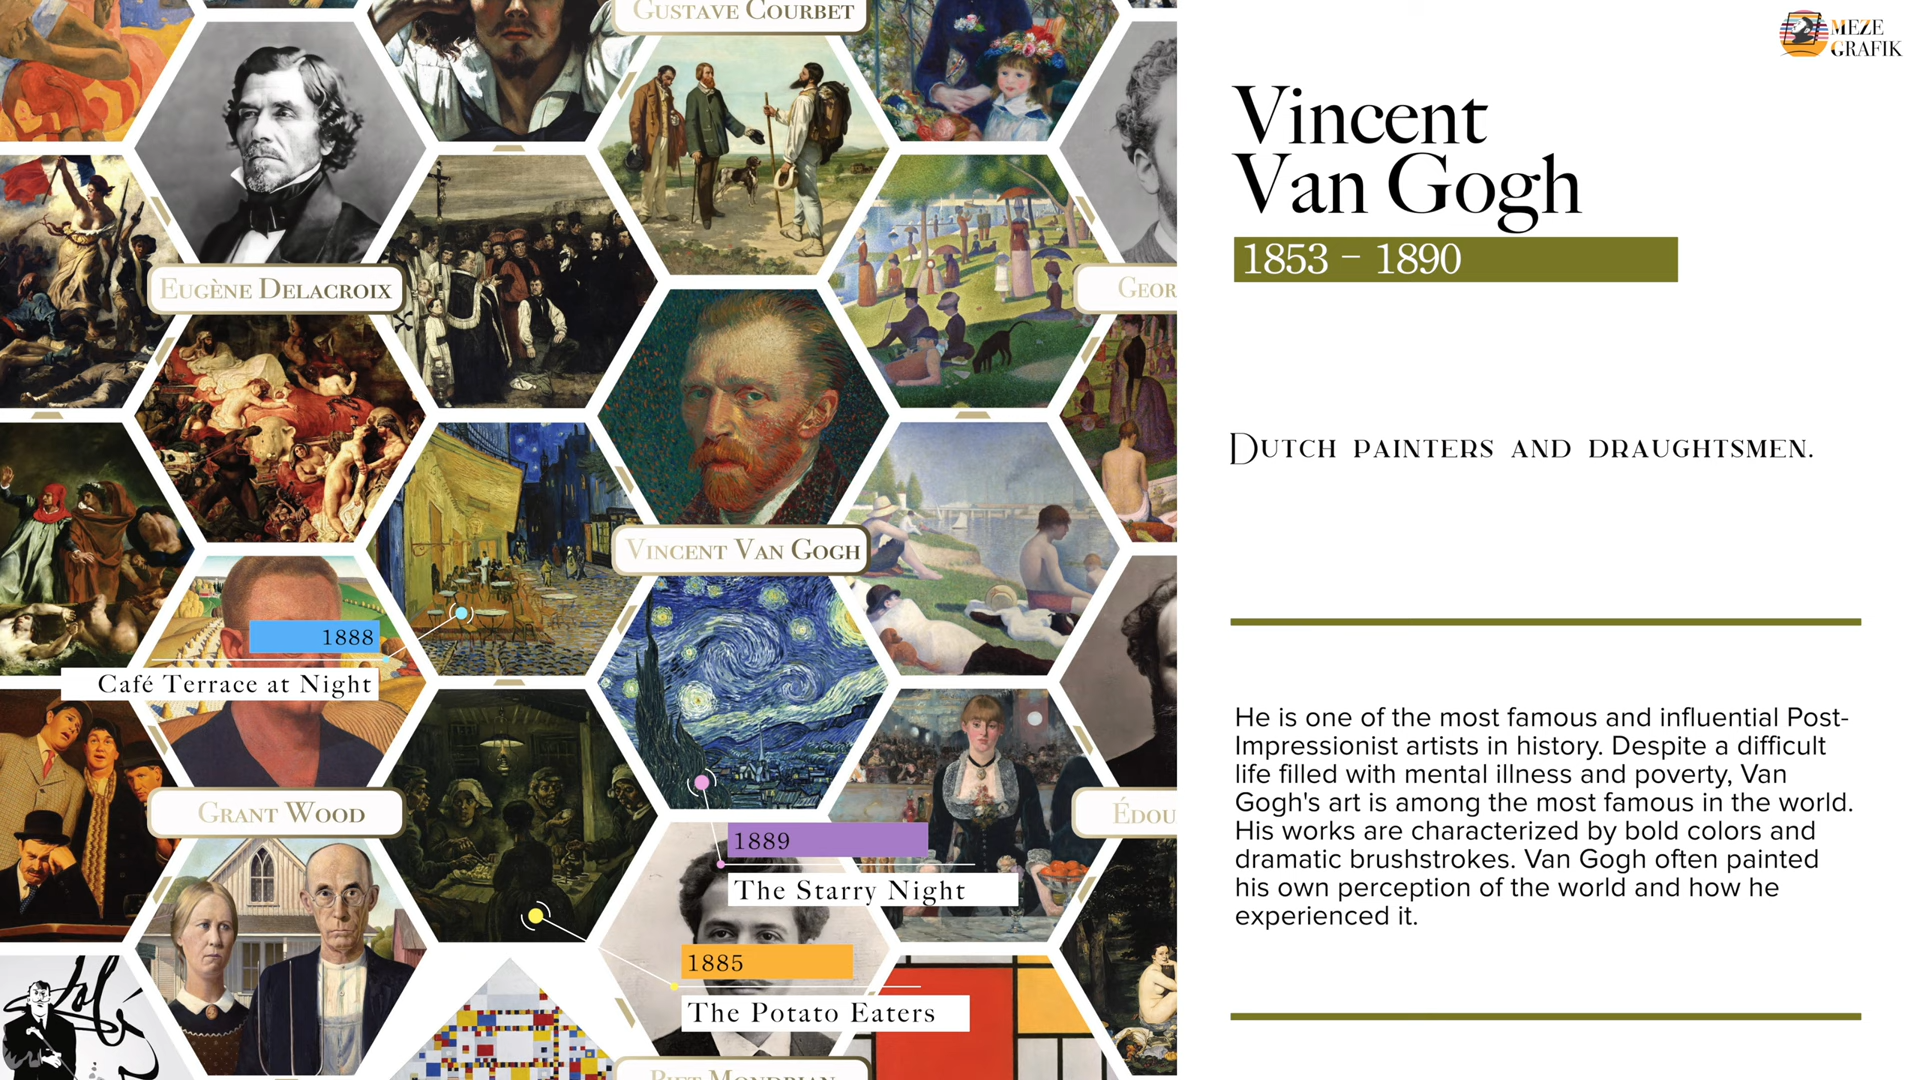 GUSTAVE COURBET
EUGÈNE DELACROIX
GEOR
VINCENT VAN GOGH
1888
Café Terrace at Night
GRANT WOOD
ÉDOU
1889
The Starry Night
1885
The Potato Eaters
PIET MONDRIAN
MEZE
GRAFIK
Vincent
Van Gogh
1853 - 1890
DUTCH PAINTERS AND DRAUGHTSMEN.
He is one of the most famous and influential Post-
Impressionist artists in history. Despite a difficult
life filled with mental illness and poverty, Van
Gogh's art is among the most famous in the world.
His works are characterized by bold colors and
dramatic brushstrokes. Van Gogh often painted
his own perception of the world and how he
experienced it.